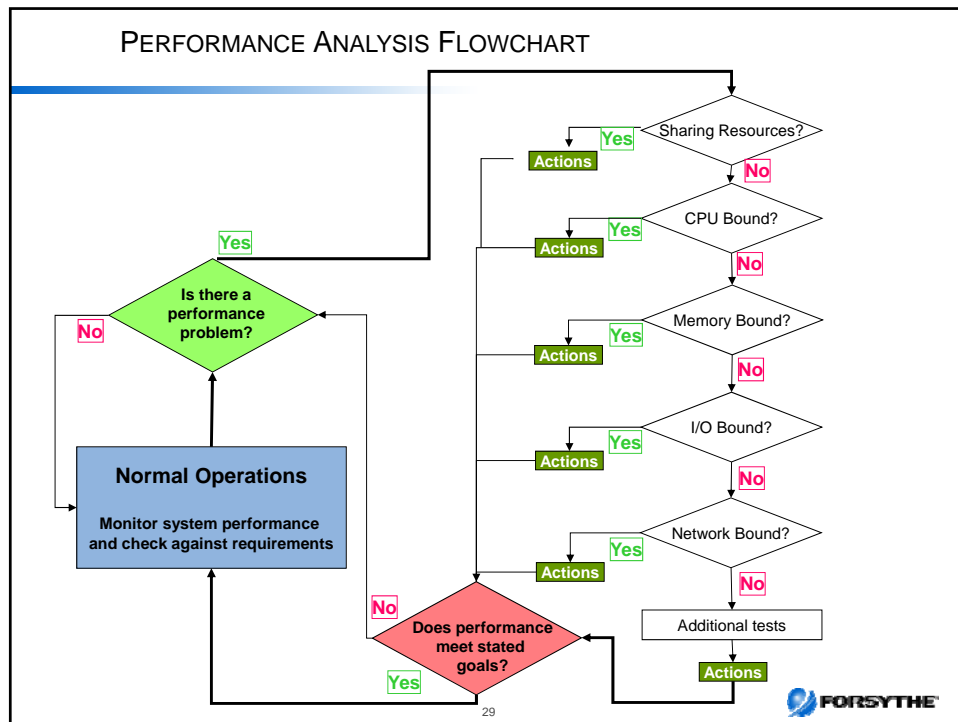 PERFORMANCE ANALYSIS FLOWCHART
Sharing Resources?
Yes
Actions
No
CPU Bound?
Yes
Actions
No
Memory Bound?
Yes
Actions
No
I/O Bound?
Yes
Actions
No
Network Bound?
Yes
Actions
No
Additional tests
Actions
Yes
Is there a
performance
problem?
No
Normal Operations
Monitor system performance
and check against requirements
No
Does performance
meet stated
goals?
Yes
29
FORSYTHE